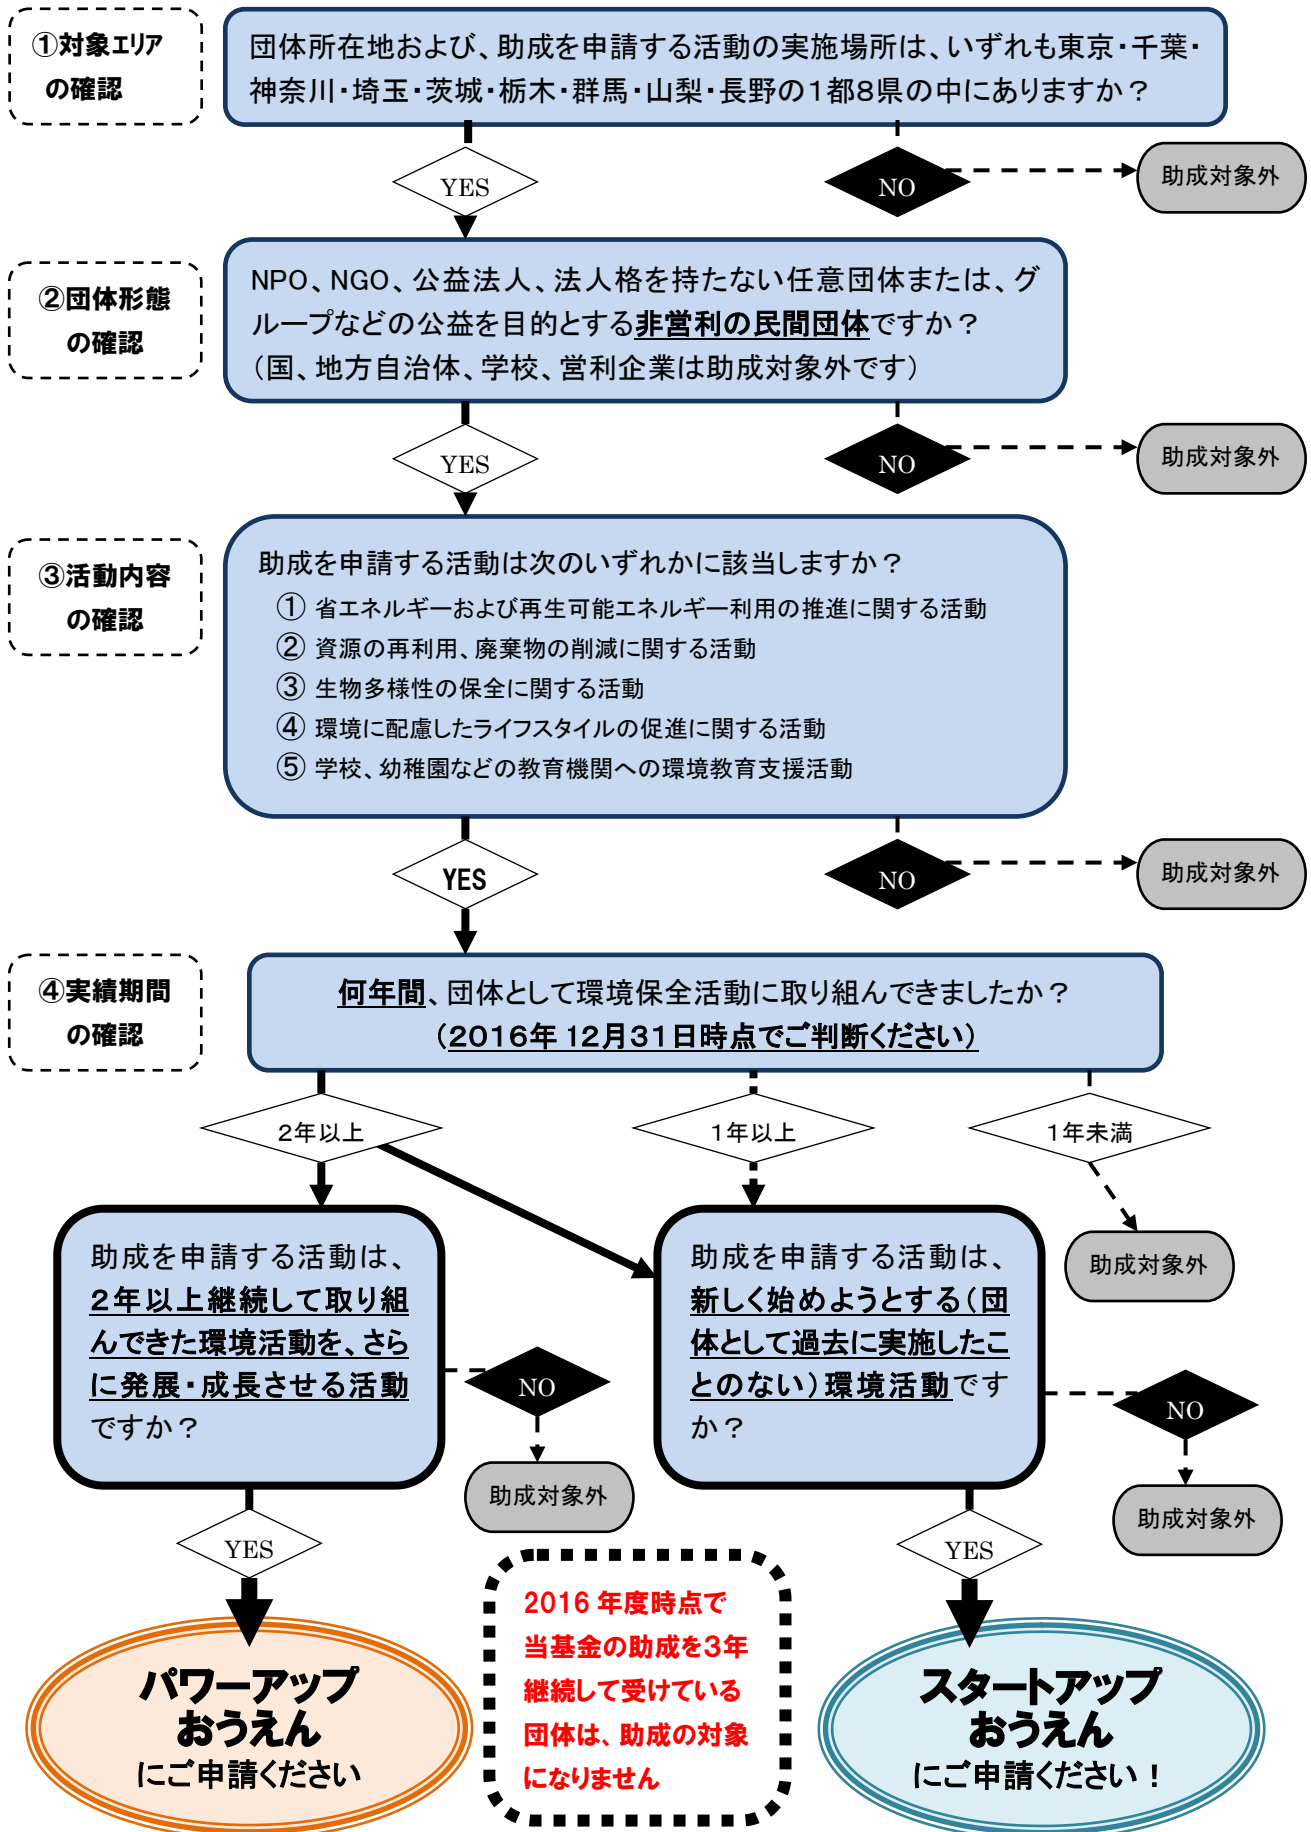 ①対象エリア
の確認
団体所在地および、助成を申請する活動の実施場所は、いずれも東京・千葉・
神奈川・埼玉・茨城・栃木・群馬・山梨・長野の1都8県の中にありますか？
YES
NO
助成対象外
②団体形態
の確認
NPO、NGO、公益法人、法人格を持たない任意団体または、グ
ループなどの公益を目的とする非営利の民間団体ですか？
（国、地方自治体、学校、営利企業は助成対象外です）
YES
NO
助成対象外
③活動内容
の確認
助成を申請する活動は次のいずれかに該当しますか？
① 省エネルギーおよび再生可能エネルギー利用の推進に関する活動
② 資源の再利用、廃棄物の削減に関する活動
③ 生物多様性の保全に関する活動
④ 環境に配慮したライフスタイルの促進に関する活動
⑤ 学校、幼稚園などの教育機関への環境教育支援活動
YES
NO
助成対象外
④実績期間
の確認
何年間、団体として環境保全活動に取り組んできましたか？
（2016年 12月31日時点でご判断ください）
2年以上
1年以上
1年未満
助成対象外
助成を申請する活動は、
2年以上継続して取り組
んできた環境活動を、さら
に発展・成長させる活動
ですか？
NO
助成対象外
助成を申請する活動は、
新しく始めようとする（団
体として過去に実施したこ
とのない）環境活動です
か？
NO
助成対象外
YES
YES
2016 年度時点で
当基金の助成を3年
継続して受けている
団体は、助成の対象
になりません
パワーアップ
おうえん
にご申請ください
スタートアップ
おうえん
にご申請ください！